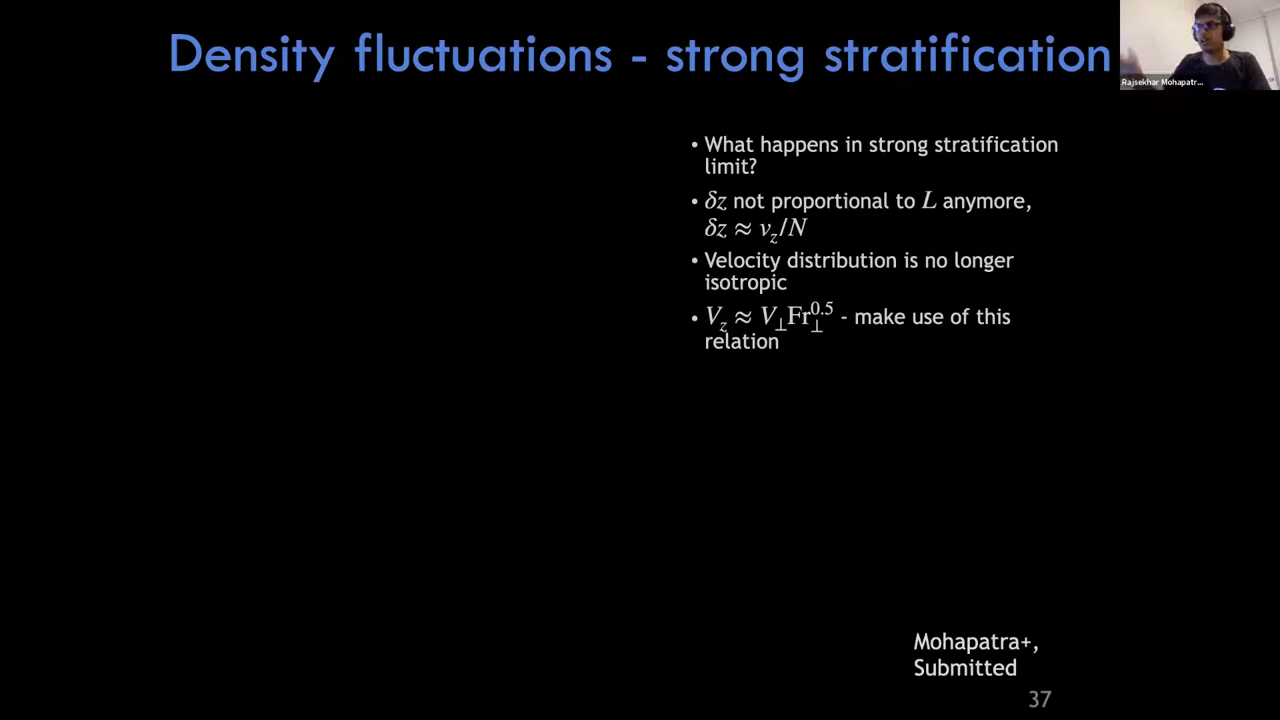 Density fluctuations - strong stratification
Rajsekhar Mohapatr...
• What happens in strong stratification
limit?
• δz not proportional to L anymore,
δz ≈ v_z/N
• Velocity distribution is no longer
isotropic
• V_z ≈ V_⊥Fr_⊥^0.5 - make use of this
relation
Mohapatra+,
Submitted
37